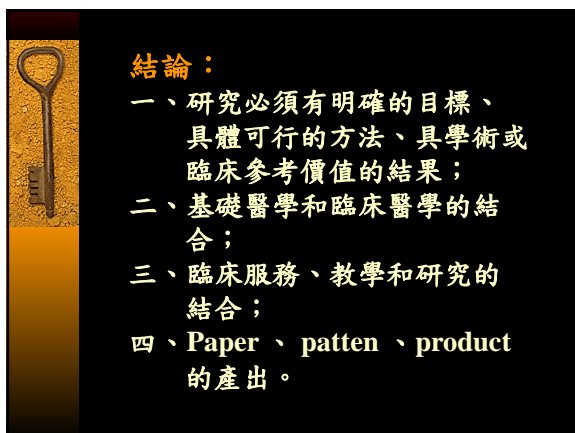 結論：
一、研究必須有明確的目標、
具體可行的方法、具學術或
臨床參考價值的結果；
二、基礎醫學和臨床醫學的結
合；
三、臨床服務、教學和研究的
結合；
四、Paper 、 patten 、product
的產出。